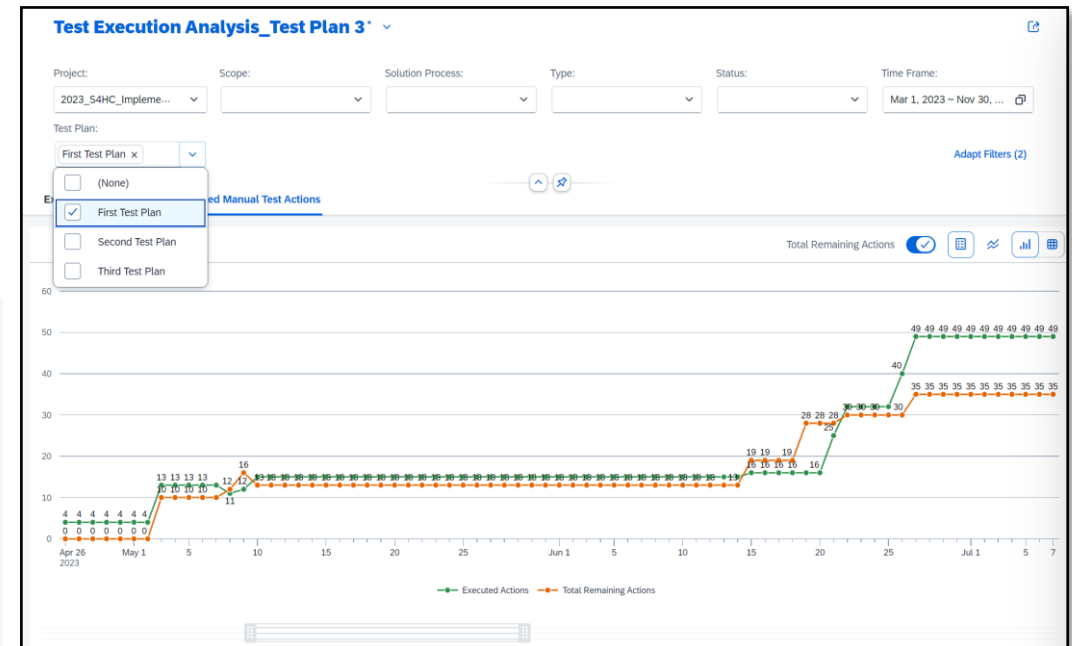 Test Execution Analysis_Test Plan 3*
Project: Scope: Solution Process: Type: Status: Time Frame:
2023_S4HC_Impleme... Mar 1, 2023 ~ Nov 30, ...
Test Plan:
First Test Plan ×
Adapt Filters (2)
(None)
First Test Plan
Second Test Plan
Third Test Plan
ed Manual Test Actions
Total Remaining Actions
60
50
40
30
20
10
0
49 49 49 49 49 49 49 49 49 49 49
40
35 35 35 35 35 35 35 35 35 35 35
30
28 28 28
25
19 19 19
16 16 16 16 16
16
13 13 13 13
12 12
11
10 10 10 10
4 4 4 4 4 4 4
0 0 0 0 0 0 0
Apr 26 May 1 5 10 15 20 25 Jun 1 5 10 15 20 25 Jul 1 5 7
2023
Executed Actions Total Remaining Actions